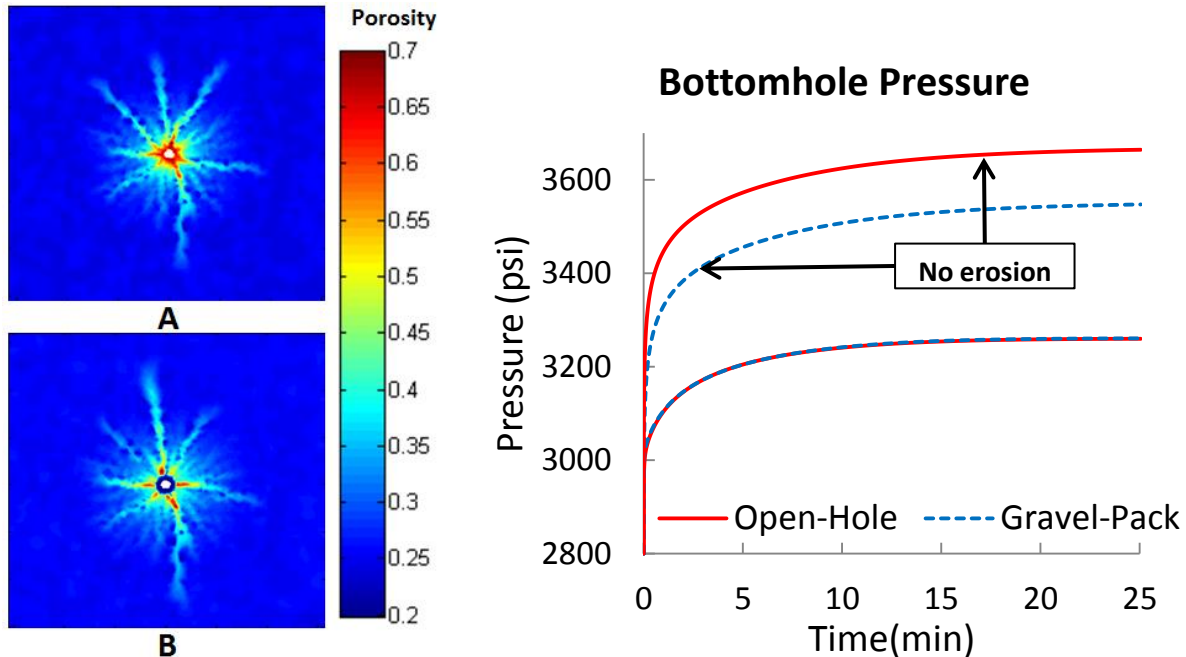 Porosity
0.7
0.65
0.6
0.55
0.5
0.45
0.4
0.35
0.3
0.25
0.2
A
B
Bottomhole Pressure
Pressure (psi)
3600
3400
3200
3000
2800
No erosion
Open-Hole
Gravel-Pack
0 5 10 15 20 25
Time(min)